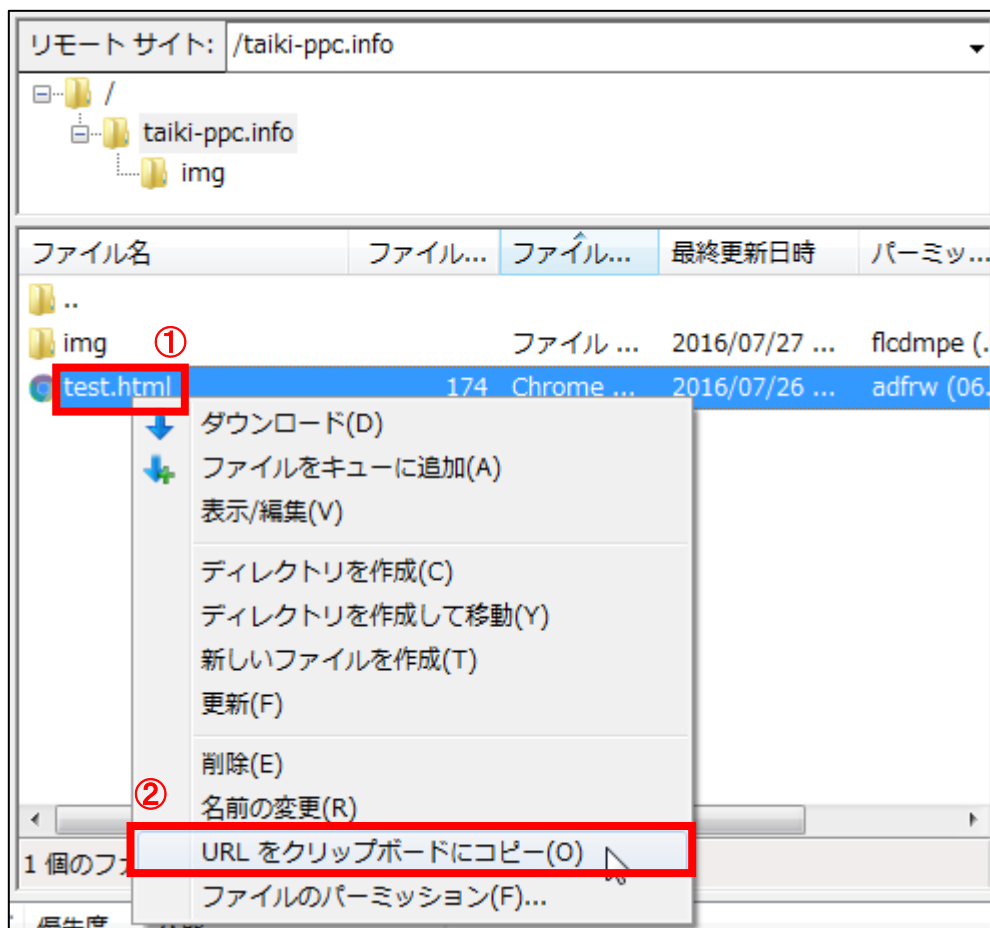 リモート サイト: /taiki-ppc.info
/
taiki-ppc.info
img
ファイル名 ファイル... ファイル... 最終更新日時 パーミッ...
..
img ① ファイル ... 2016/07/27 ... flcdmpe (.
test.html 174 Chrome ... 2016/07/26 ... adfrw (06.
ダウンロード(D)
ファイルをキューに追加(A)
表示/編集(V)
ディレクトリを作成(C)
ディレクトリを作成して移動(Y)
新しいファイルを作成(T)
更新(F)
削除(E)
②
名前の変更(R)
URL をクリップボードにコピー(O)
1 個のファ
ファイルのパーミッション(F)...